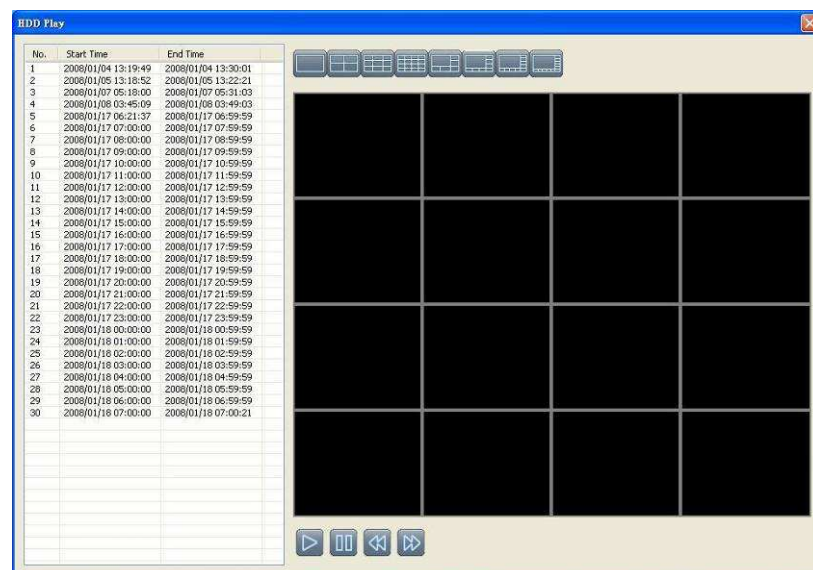 HDD Play
No. Start Time End Time
1 2008/01/04 13:19:49 2008/01/04 13:30:01
2 2008/01/05 13:18:52 2008/01/05 13:22:21
3 2008/01/07 05:18:00 2008/01/07 05:31:03
4 2008/01/08 03:45:09 2008/01/08 03:49:03
5 2008/01/17 06:21:37 2008/01/17 06:59:59
6 2008/01/17 07:00:00 2008/01/17 07:59:59
7 2008/01/17 08:00:00 2008/01/17 08:59:59
8 2008/01/17 09:00:00 2008/01/17 09:59:59
9 2008/01/17 10:00:00 2008/01/17 10:59:59
10 2008/01/17 11:00:00 2008/01/17 11:59:59
11 2008/01/17 12:00:00 2008/01/17 12:59:59
12 2008/01/17 13:00:00 2008/01/17 13:59:59
13 2008/01/17 14:00:00 2008/01/17 14:59:59
14 2008/01/17 15:00:00 2008/01/17 15:59:59
15 2008/01/17 16:00:00 2008/01/17 16:59:59
16 2008/01/17 17:00:00 2008/01/17 17:59:59
17 2008/01/17 18:00:00 2008/01/17 18:59:59
18 2008/01/17 19:00:00 2008/01/17 19:59:59
19 2008/01/17 20:00:00 2008/01/17 20:59:59
20 2008/01/17 21:00:00 2008/01/17 21:59:59
21 2008/01/17 22:00:00 2008/01/17 22:59:59
22 2008/01/17 23:00:00 2008/01/17 23:59:59
23 2008/01/18 00:00:00 2008/01/18 00:59:59
24 2008/01/18 01:00:00 2008/01/18 01:59:59
25 2008/01/18 02:00:00 2008/01/18 02:59:59
26 2008/01/18 03:00:00 2008/01/18 03:59:59
27 2008/01/18 04:00:00 2008/01/18 04:59:59
28 2008/01/18 05:00:00 2008/01/18 05:59:59
29 2008/01/18 06:00:00 2008/01/18 06:59:59
30 2008/01/18 07:00:00 2008/01/18 07:00:21